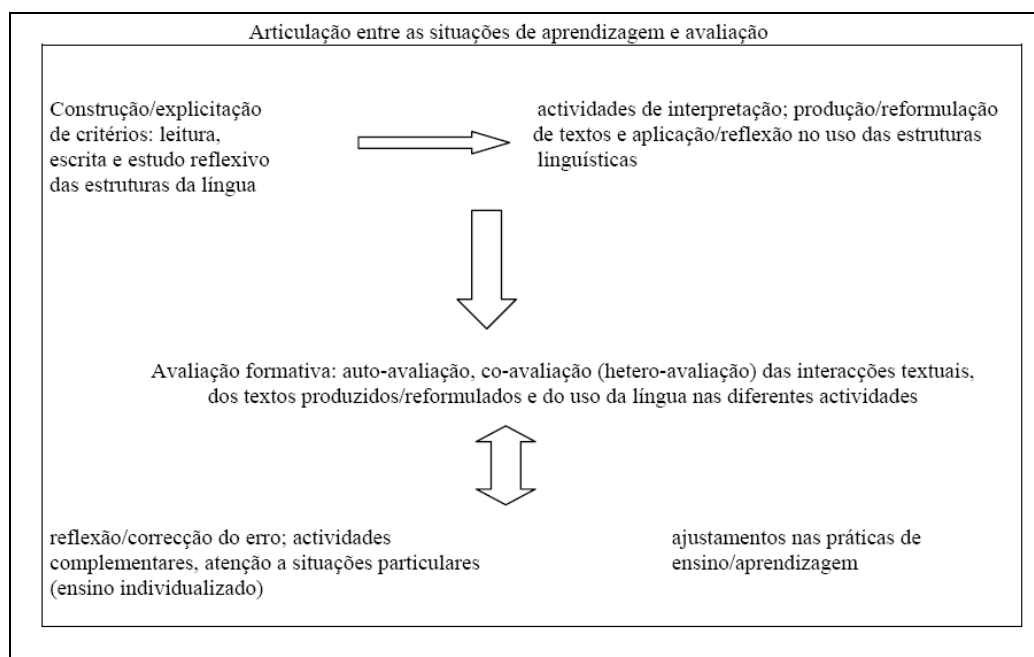 Articulação entre as situações de aprendizagem e avaliação
Construção/explicitação
de critérios: leitura,
escrita e estudo reflexivo
das estruturas da língua
actividades de interpretação; produção/reformulação
de textos e aplicação/reflexão no uso das estruturas
linguísticas
Avaliação formativa: auto-avaliação, co-avaliação (hetero-avaliação) das interacções textuais,
dos textos produzidos/reformulados e do uso da língua nas diferentes actividades
reflexão/correcção do erro; actividades
complementares, atenção a situações particulares
(ensino individualizado)
ajustamentos nas práticas de
ensino/aprendizagem